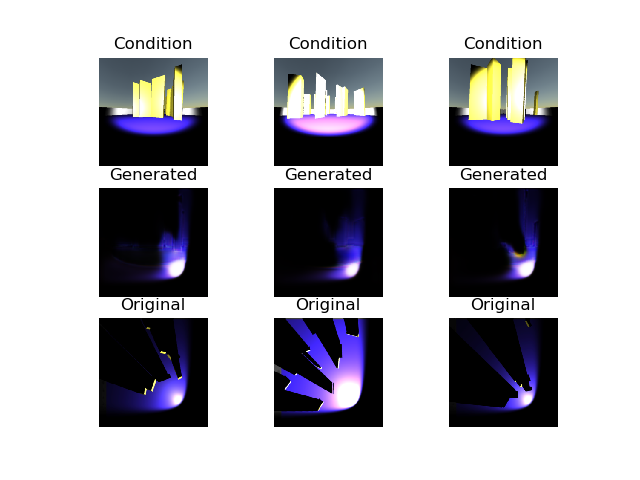 Condition Condition Condition
Generated Generated Generated
Original Original Original